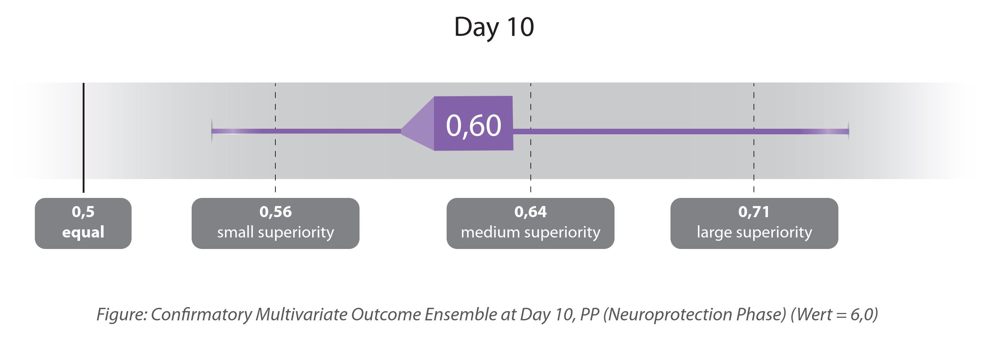 Day 10
0,60
0,5
equal
0,56
small superiority
0,64
medium superiority
0,71
large superiority
Figure: Confirmatory Multivariate Outcome Ensemble at Day 10, PP (Neuroprotection Phase) (Wert = 6,0)